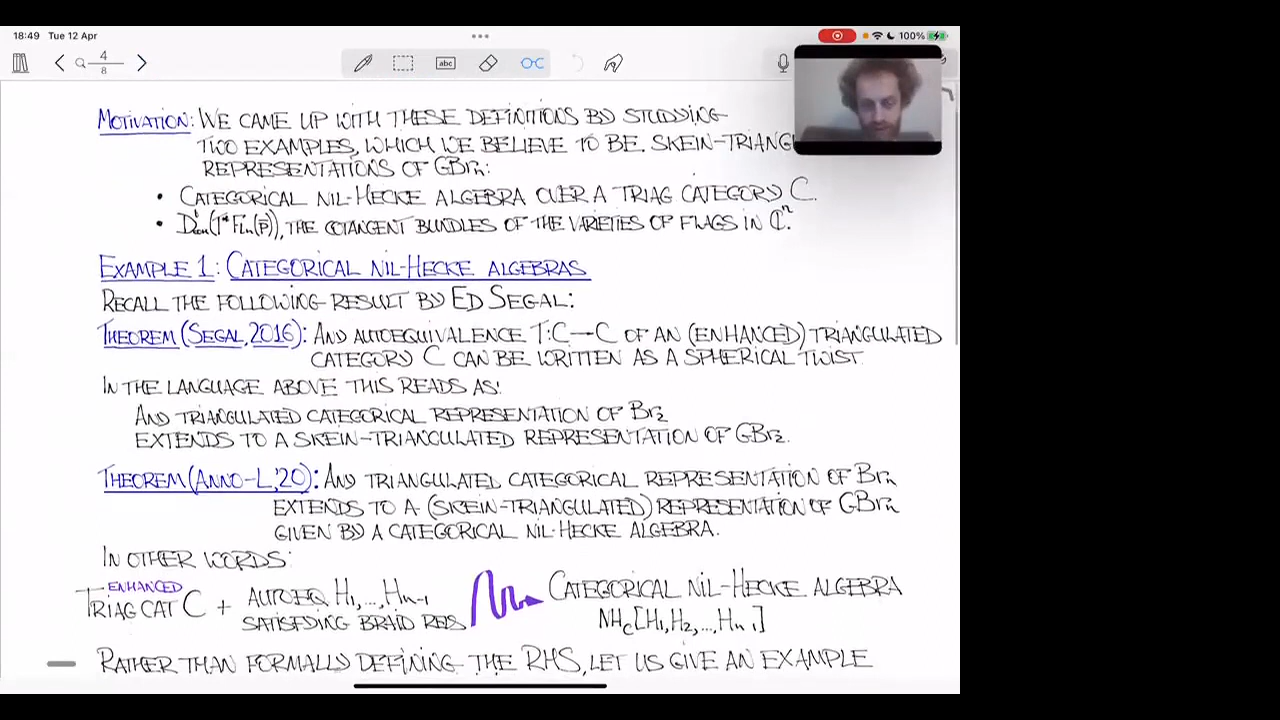 18:49 Tue 12 Apr
100%
4
8
abc
MOTIVATION: WE CAME UP WITH THESE DEFINITIONS BY STUDYING
TWO EXAMPLES, WHICH WE BELIEVE TO BE SKEIN-TRIANG
REPRESENTATIONS OF GBrₙ:
• CATEGORICAL NIL-HECKE ALGEBRA OVER A TRIAG CATEGORY C.
• (T*Flₙ(p̄)), THE COTANGENT BUNDLES OF THE VARIETIES OF FLAGS IN ℂⁿ.
EXAMPLE 1: CATEGORICAL NIL-HECKE ALGEBRAS
RECALL THE FOLLOWING RESULT BY ED SEGAL:
THEOREM (SEGAL, 2016): ANY AUTOEQUIVALENCE T: C→C OF AN (ENHANCED) TRIANGULATED
CATEGORY C CAN BE WRITTEN AS A SPHERICAL TWIST.
IN THE LANGUAGE ABOVE THIS READS AS:
ANY TRIANGULATED CATEGORICAL REPRESENTATION OF Br₂
EXTENDS TO A SKEIN-TRIANGULATED REPRESENTATION OF GBr₂.
THEOREM (ANNO-L, '20): ANY TRIANGULATED CATEGORICAL REPRESENTATION OF Brₙ
EXTENDS TO A (SKEIN-TRIANGULATED) REPRESENTATION OF GBrₙ
GIVEN BY A CATEGORICAL NIL-HECKE ALGEBRA.
IN OTHER WORDS:
ENHANCED
TRIAG CAT C + AUTOEQ. H₁,...,Hₙ₋₁ CATEGORICAL NIL-HECKE ALGEBRA
SATISFYING BRAID RELS NH_C[H₁,H₂,...,Hₙ₋₁]
RATHER THAN FORMALLY DEFINING THE RHS, LET US GIVE AN EXAMPLE